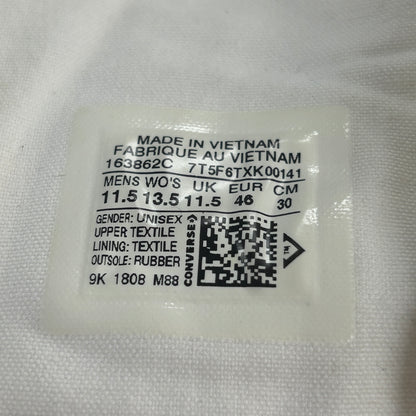 MADE IN VIETNAM
FABRIQUE AU VIETNAM
163862C 7T5F6TXK00141
MENS WO'S UK EUR CM
11.5 13.5 11.5 46 30
GENDER: UNISEX
UPPER: TEXTILE
LINING: TEXTILE
OUTSOLE: RUBBER
9K 1808 M88
CONVERSE
TM